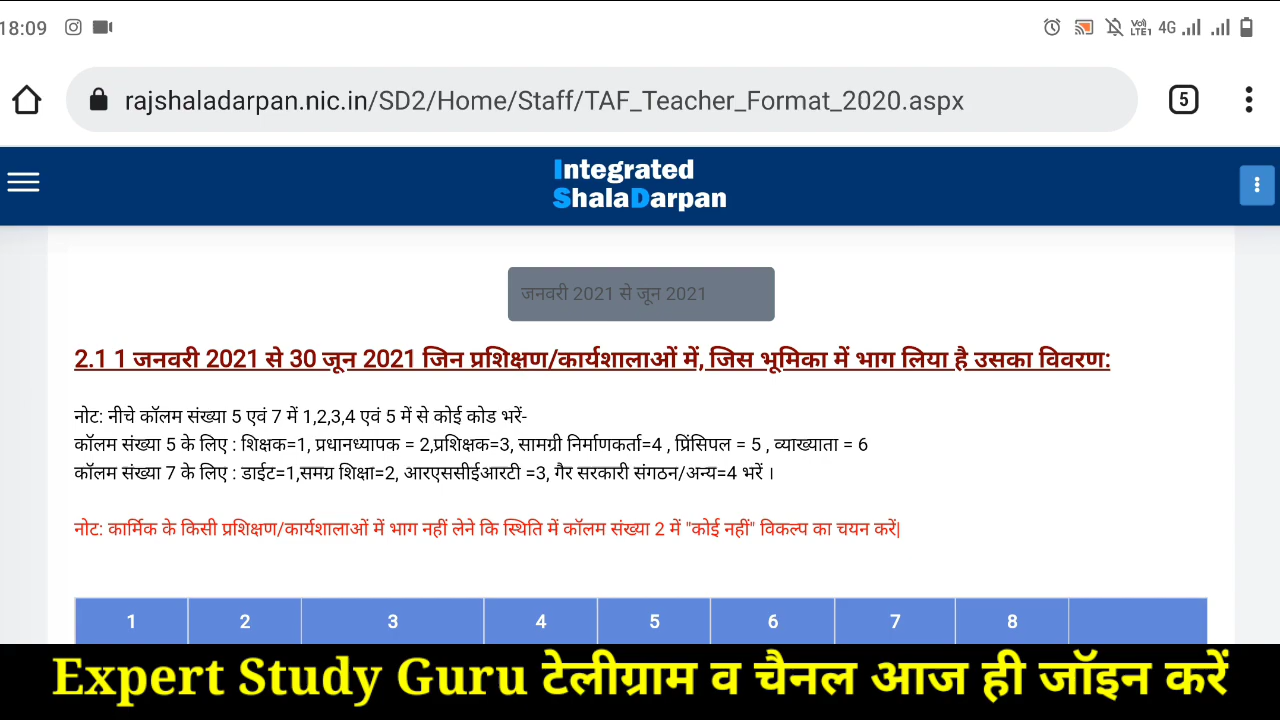 18:09 4G
rajshaladarpan.nic.in/SD2/Home/Staff/TAF_Teacher_Format_2020.aspx 5
Integrated
ShalaDarpan
जनवरी 2021 से जून 2021
2.1 1 जनवरी 2021 से 30 जून 2021 जिन प्रशिक्षण/कार्यशालाओं में, जिस भूमिका में भाग लिया है उसका विवरण:
नोट: नीचे कॉलम संख्या 5 एवं 7 में 1,2,3,4 एवं 5 में से कोई कोड भरें-
कॉलम संख्या 5 के लिए : शिक्षक=1, प्रधानध्यापक = 2,प्रशिक्षक=3, सामग्री निर्माणकर्ता=4 , प्रिंसिपल = 5 , व्याख्याता = 6
कॉलम संख्या 7 के लिए : डाईट=1,समग्र शिक्षा=2, आरएससीईआरटी =3, गैर सरकारी संगठन/अन्य=4 भरें ।
नोट: कार्मिक के किसी प्रशिक्षण/कार्यशालाओं में भाग नहीं लेने कि स्थिति में कॉलम संख्या 2 में "कोई नहीं" विकल्प का चयन करें|
1 2 3 4 5 6 7 8
Expert Study Guru टेलीग्राम व चैनल आज ही जॉइन करें